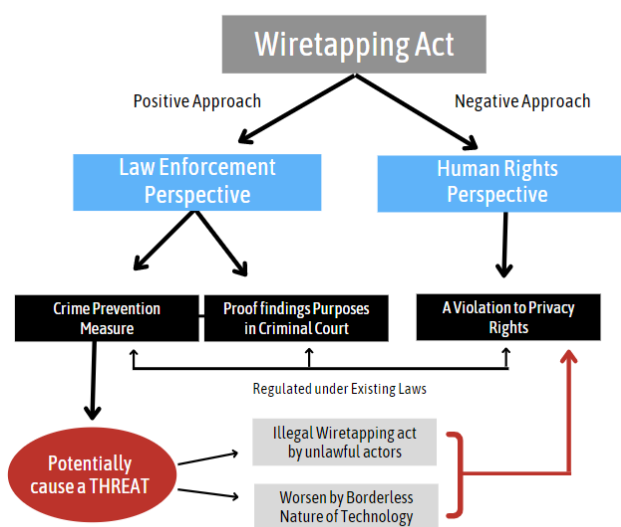 Wiretapping Act
Positive Approach
Negative Approach
Law Enforcement
Perspective
Human Rights
Perspective
Crime Prevention
Measure
Proof findings Purposes
in Criminal Court
A Violation to Privacy
Rights
Regulated under Existing Laws
Potentially
cause a THREAT
Illegal Wiretapping act
by unlawful actors
Worsen by Borderless
Nature of Technology